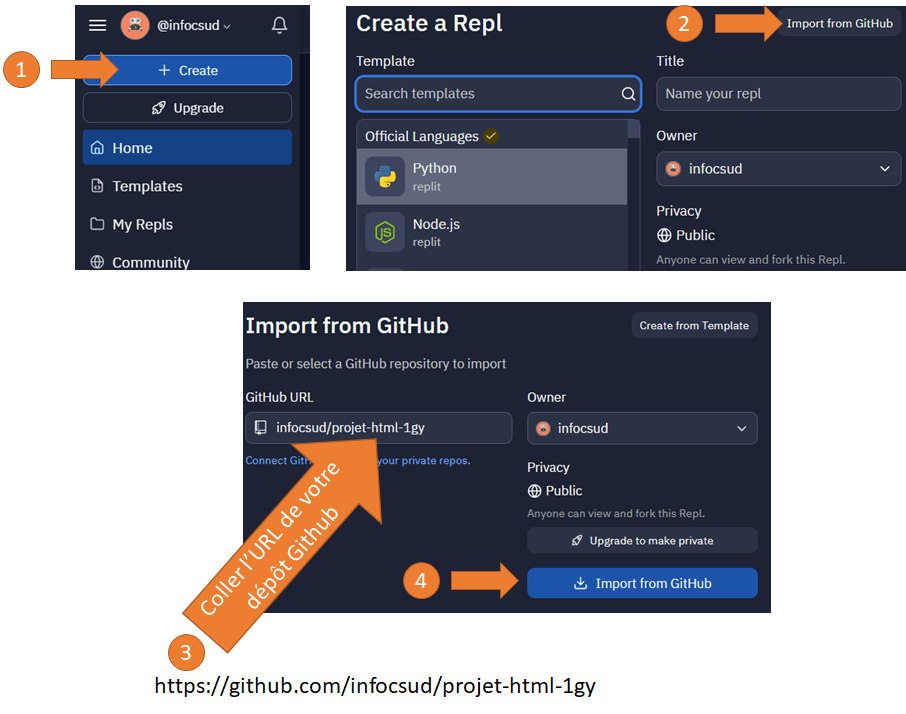 @infocsud
1
+ Create
Upgrade
Home
Templates
My Repls
Community
Create a Repl
2
Import from GitHub
Template
Search templates
Official Languages
Python
replit
Node.js
replit
Title
Name your repl
Owner
infocsud
Privacy
Public
Anyone can view and fork this Repl.
Import from GitHub
Create from Template
Paste or select a GitHub repository to import
GitHub URL
infocsud/projet-html-1gy
Connect your private repos.
Owner
infocsud
Privacy
Public
Anyone can view and fork this Repl.
Upgrade to make private
4
Import from GitHub
Coller l'URL de votre
dépôt Github
3
https://github.com/infocsud/projet-html-1gy